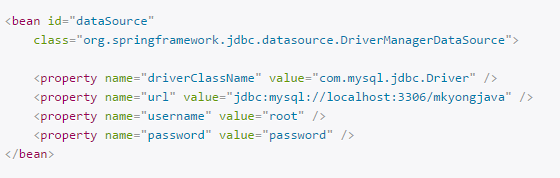 <bean id="dataSource"
class="org.springframework.jdbc.datasource.DriverManagerDataSource">
<property name="driverClassName" value="com.mysql.jdbc.Driver" />
<property name="url" value="jdbc:mysql://localhost:3306/mkyongjava" />
<property name="username" value="root" />
<property name="password" value="password" />
</bean>